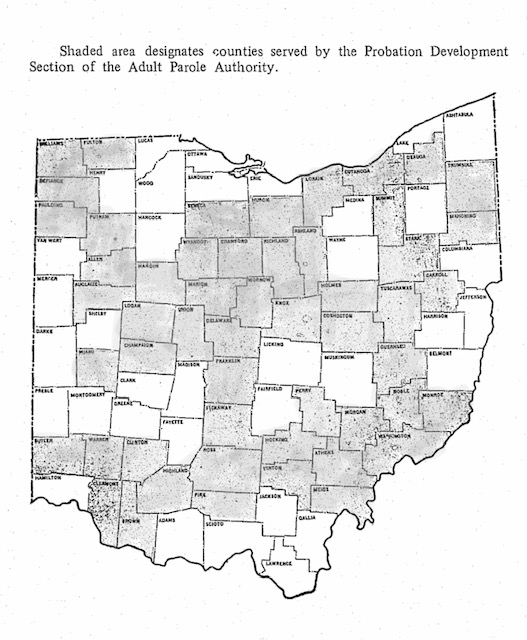 Shaded area designates counties served by the Probation Development
Section of the Adult Parole Authority.
ASHTABULA
LUCAS
WILLIAMS
FULTON
LAKE
OTTAWA
GEAUGA
TRUMBULL
HENRY
CUYAHOGA
SANDUSKY
ERIE
LORAIN
DEFIANCE
WOOD
PORTAGE
SUMMIT
MEDINA
HURON
PAULDING
SENECA
PUTNAM
HANCOCK
MAHONING
ASHLAND
VAN WERT
WYANDOT
CRAWFORD
RICHLAND
WAYNE
STARK
COLUMBIANA
ALLEN
HARDIN
CARROLL
MERCER
AUGLAIZE
MARION
MORROW
HOLMES
TUSCARAWAS
JEFFERSON
LOGAN
UNION
KNOX
SHELBY
DELAWARE
COSHOCTON
HARRISON
DARKE
CHAMPAIGN
LICKING
GUERNSEY
MIAMI
BELMONT
MUSKINGUM
FRANKLIN
MADISON
CLARK
PREBLE
MONTGOMERY
FAIRFIELD
PERRY
NOBLE
MONROE
GREENE
PICKAWAY
MORGAN
FAYETTE
BUTLER
WARREN
CLINTON
HOCKING
WASHINGTON
ROSS
ATHENS
HIGHLAND
VINTON
HAMILTON
CLERMONT
MEIGS
PIKE
JACKSON
BROWN
ADAMS
SCIOTO
GALLIA
LAWRENCE